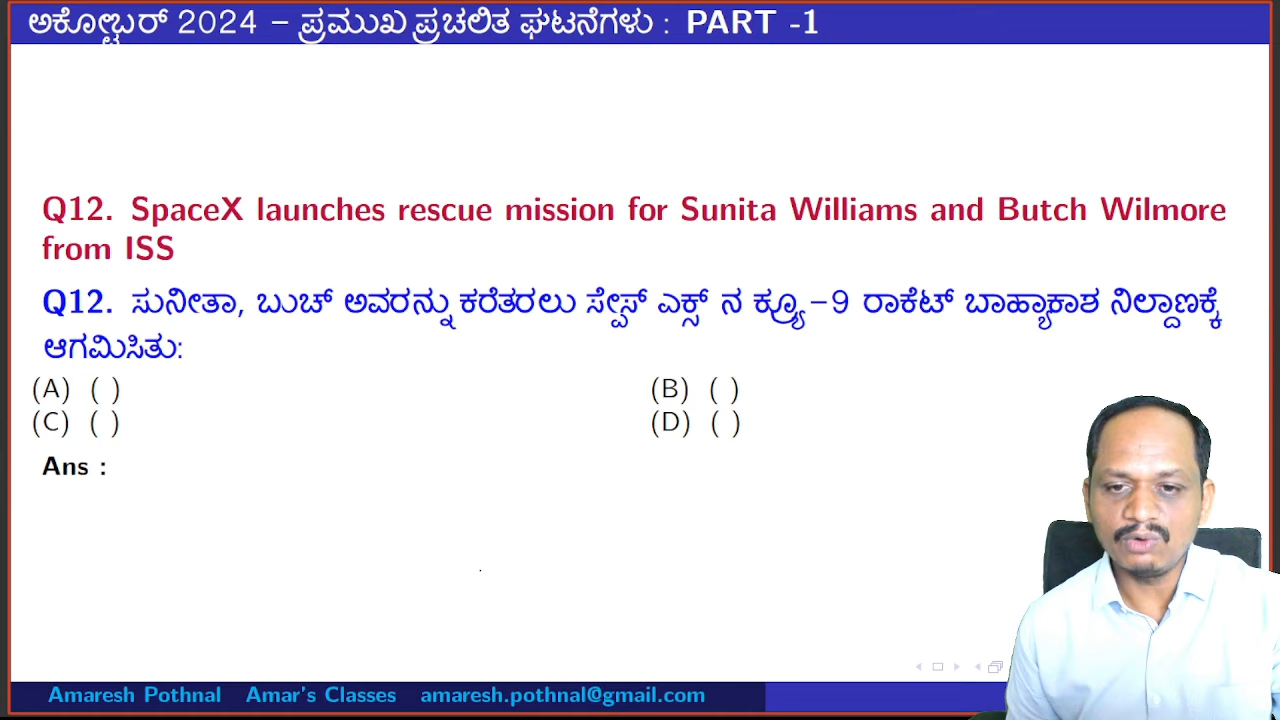 ಅಕ್ಟೋಬರ್ 2024 – ಪ್ರಮುಖ ಪ್ರಚಲಿತ ಘಟನೆಗಳು : PART -1
Q12. SpaceX launches rescue mission for Sunita Williams and Butch Wilmore
from ISS
Q12. ಸುನೀತಾ, ಬುಚ್ ಅವರನ್ನು ಕರೆತರಲು ಸ್ಪೇಸ್ ಎಕ್ಸ್ ನ ಕ್ರ್ಯೂ–9 ರಾಕೆಟ್ ಬಾಹ್ಯಾಕಾಶ ನಿಲ್ದಾಣಕ್ಕೆ
ಆಗಮಿಸಿತು:
(A) ( ) (B) ( )
(C) ( ) (D) ( )
Ans :
Amaresh Pothnal Amar's Classes amaresh.pothnal@gmail.com